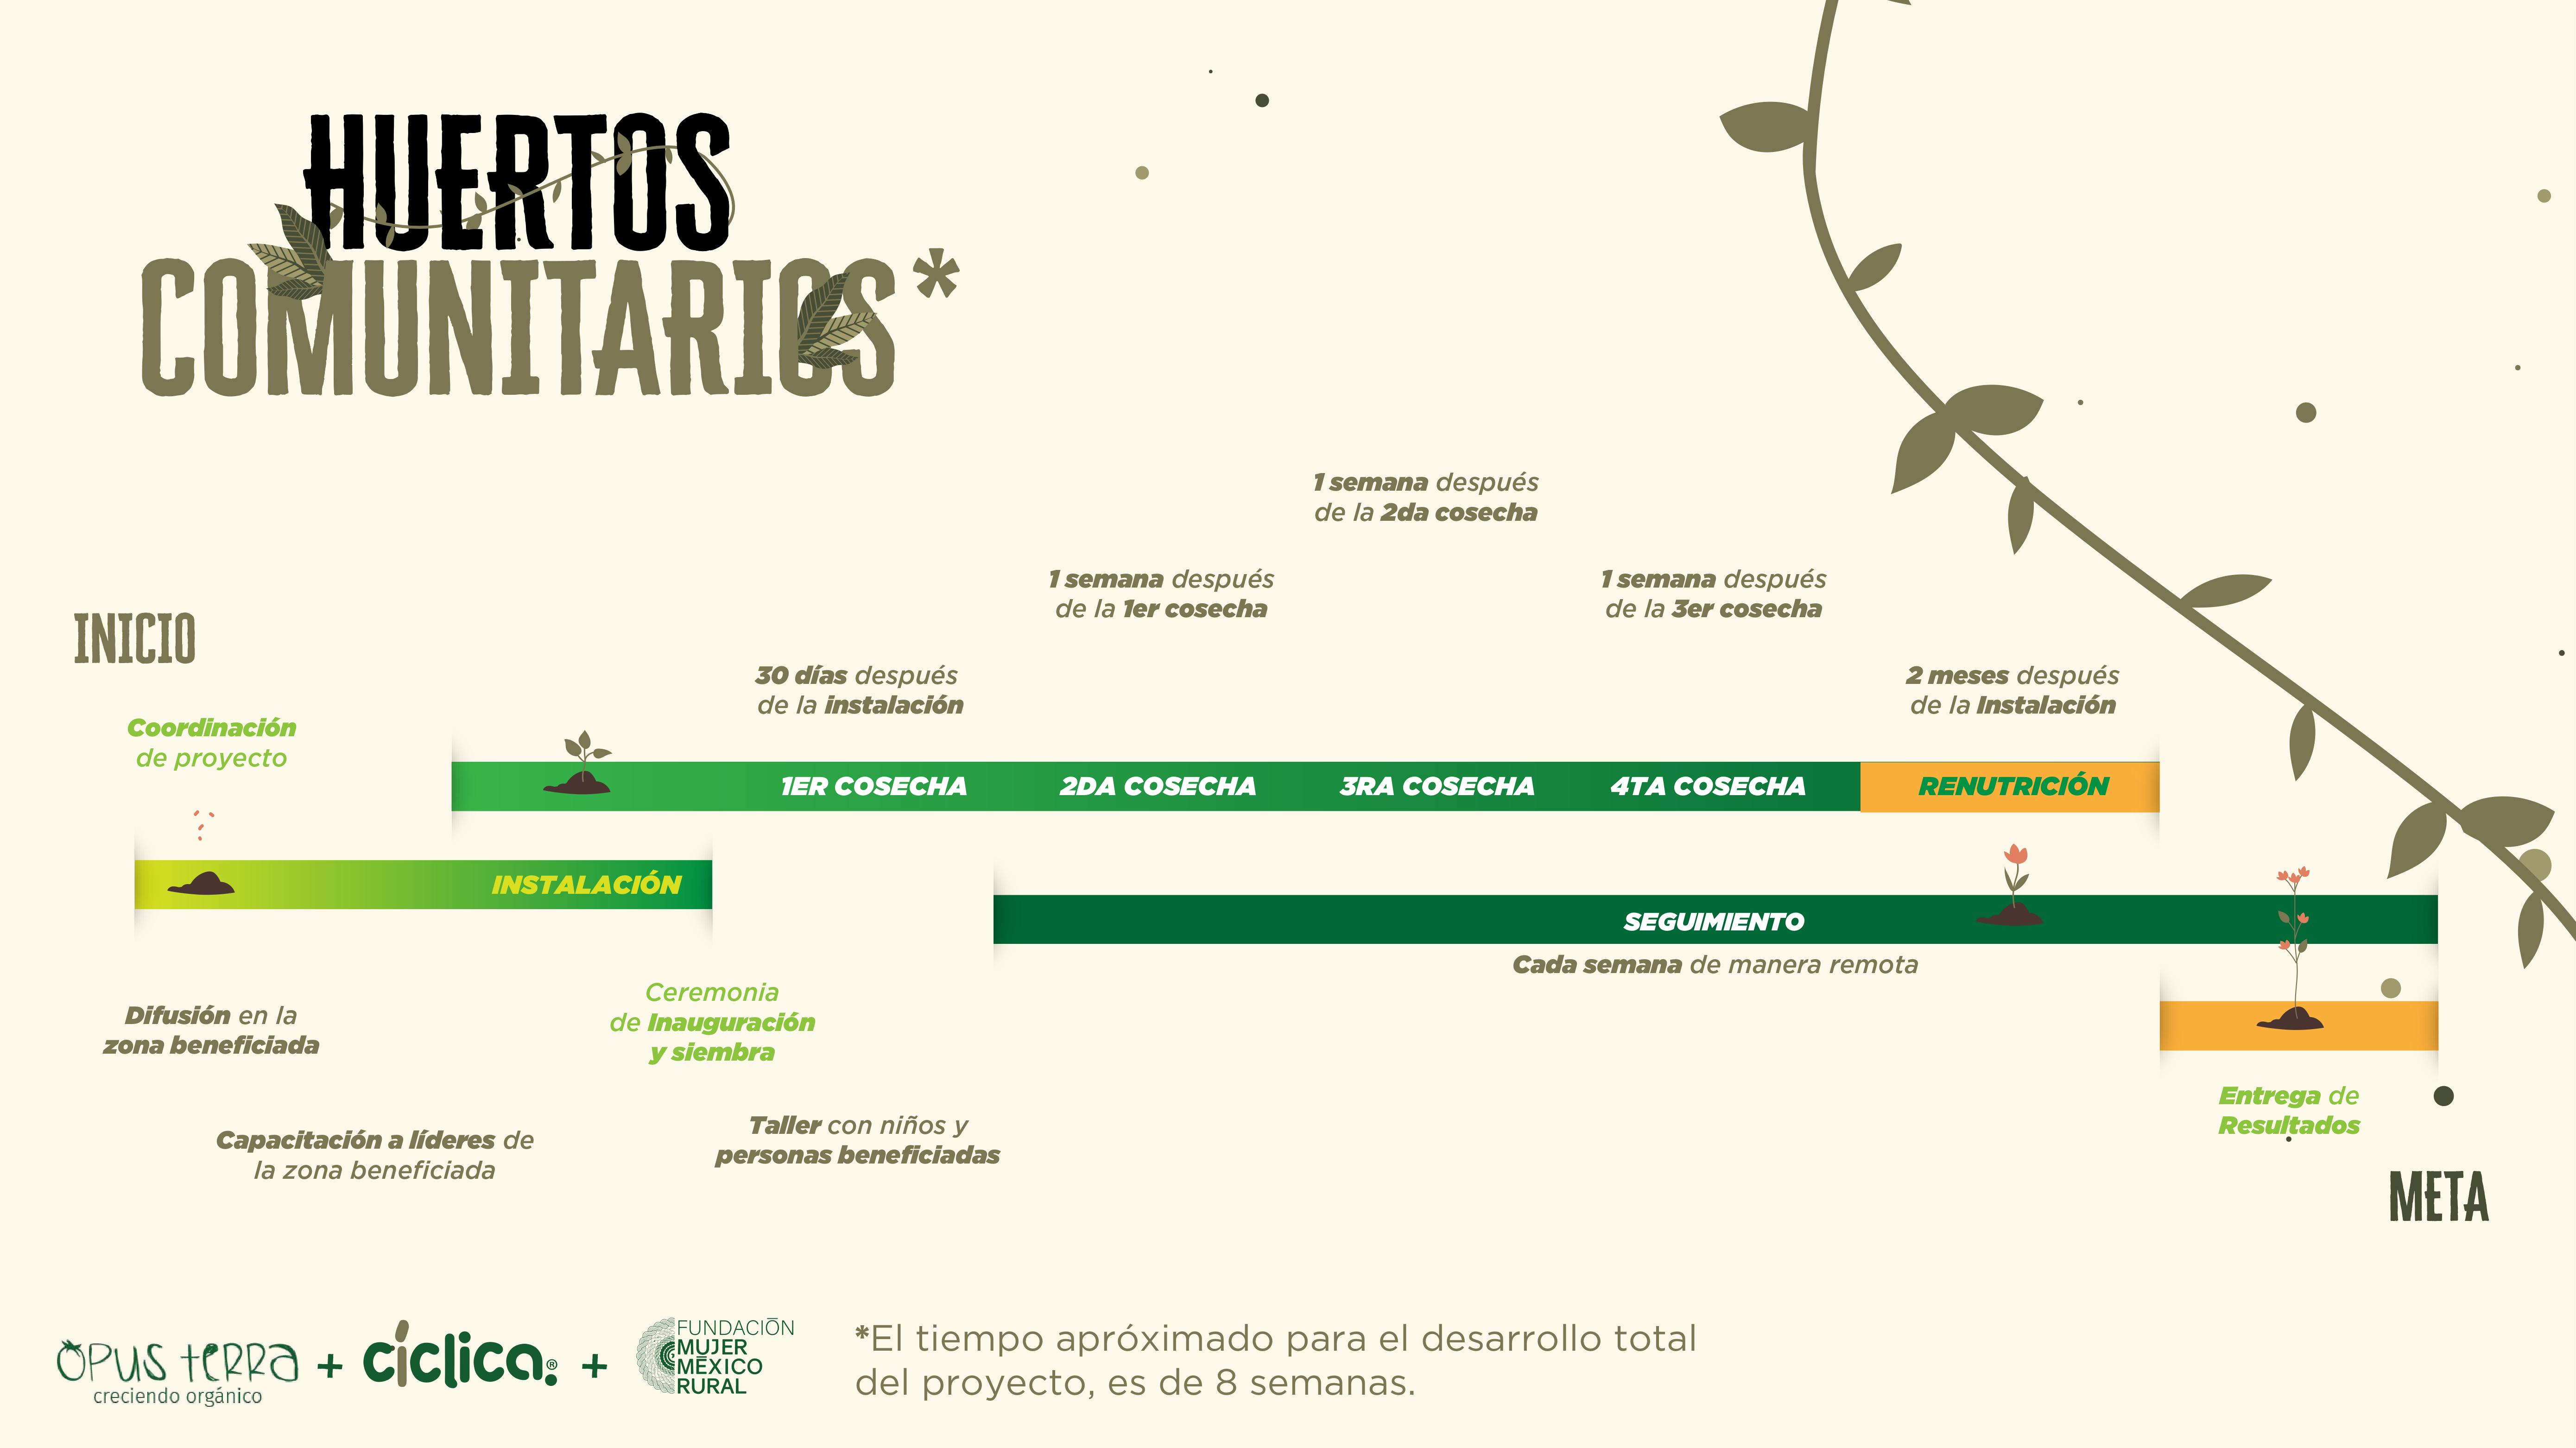 HUERTOS
COMUNITARIOS*
INICIO
Coordinación
de proyecto
30 días después
de la instalación
1 semana después
de la 1er cosecha
1 semana después
de la 2da cosecha
1 semana después
de la 3er cosecha
2 meses después
de la Instalación
1ER COSECHA
2DA COSECHA
3RA COSECHA
4TA COSECHA
RENUTRICIÓN
INSTALACIÓN
SEGUIMIENTO
Cada semana de manera remota
Difusión en la
zona beneficiada
Capacitación a líderes de
la zona beneficiada
Ceremonia
de Inauguración
y siembra
Taller con niños y
personas beneficiadas
Entrega de
Resultados
META
OPUS tERRA
creciendo orgánico
+
cíclica.®
+
FUNDACIÓN
MUJER
MÉXICO
RURAL
*El tiempo apróximado para el desarrollo total
del proyecto, es de 8 semanas.